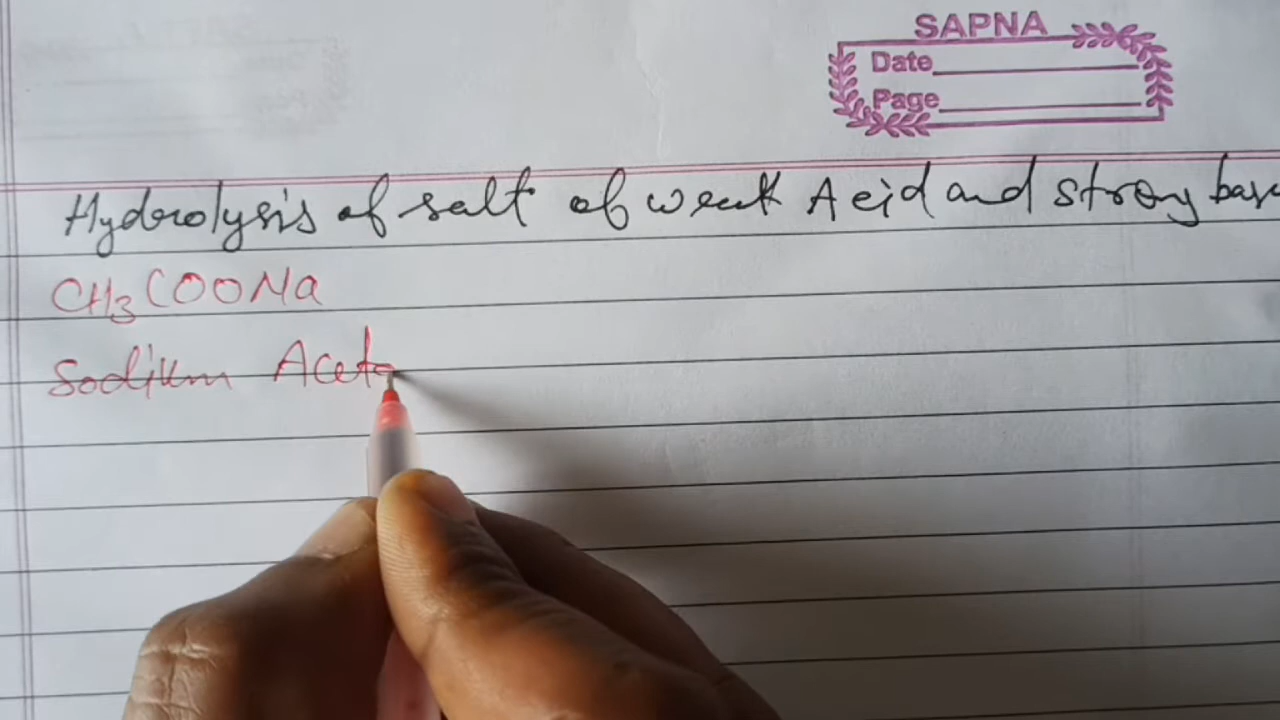 SAPNA
Date
Page
Hydrolysis of salt of weak Acid and strong base
CH3COONa
Sodium Aceta